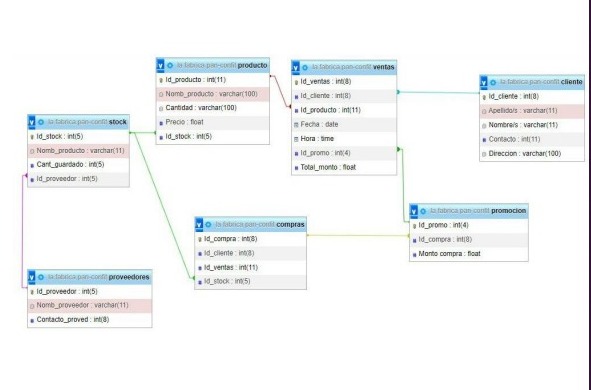 la fabrica pan-confit producto
Id_producto : int(11)
Nomb_producto : varchar(100)
Cantidad : varchar(100)
Precio : float
Id_stock : int(5)
la fabrica pan-confit ventas
Id_ventas : int(8)
Id_cliente : int(8)
Id_producto : int(11)
Fecha : date
Hora : time
Id_promo : int(4)
Total_monto : float
la fabrica pan-confit cliente
Id_cliente : int(8)
Apellido/s : varchar(11)
Nombre/s : varchar(11)
Contacto : int(11)
Direccion : varchar(100)
la fabrica pan-confit stock
Id_stock : int(5)
Nomb_producto : varchar(11)
Cant_guardado : int(5)
Id_proveedor : int(5)
la fabrica pan-confit compras
Id_compra : int(8)
Id_cliente : int(8)
Id_ventas : int(11)
Id_stock : int(5)
la fabrica pan-confit promocion
Id_promo : int(4)
Id_compra : int(8)
Monto compra : float
la fabrica pan-confit proveedores
Id_proveedor : int(5)
Nomb_proveedor : varchar(11)
Contacto_proved : int(8)